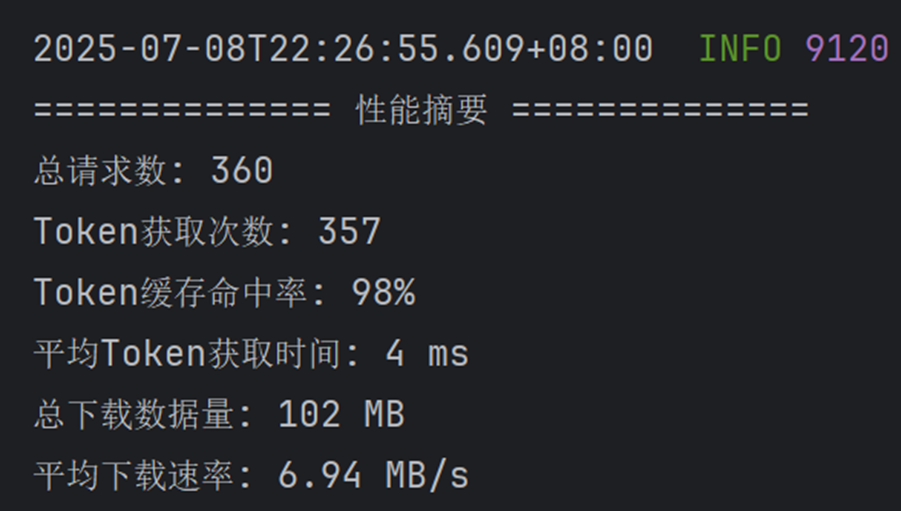 2025-07-08T22:26:55.609+08:00  INFO 9120
============== 性能摘要 ==============
总请求数: 360
Token获取次数: 357
Token缓存命中率: 98%
平均Token获取时间: 4 ms
总下载数据量: 102 MB
平均下载速率: 6.94 MB/s